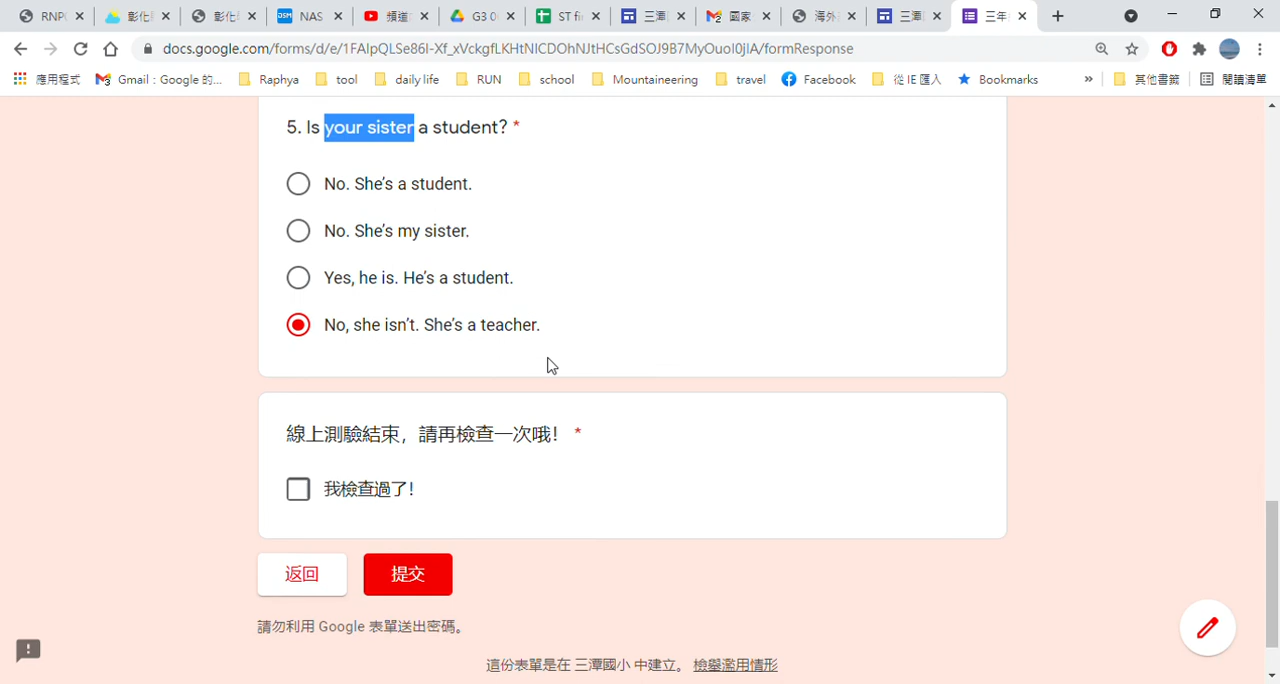 RNPC
彰化
彰化
NAS
頻道
G3 0
ST fi
三潭
國家
海外
三潭
三年
docs.google.com/forms/d/e/1FAIpQLSe86I-Xf_xVckgfLKHtNICDOhNJtHCsGdSOJ9B7MyOuoI0jIA/formResponse
應用程式
Gmail：Google 的...
Raphya
tool
daily life
RUN
school
Mountaineering
travel
Facebook
從 IE 匯入
Bookmarks
»
其他書籤
閱讀清單
5. Is your sister a student? *
No. She’s a student.
No. She’s my sister.
Yes, he is. He’s a student.
No, she isn’t. She’s a teacher.
線上測驗結束，請再檢查一次哦！ *
我檢查過了！
返回
提交
請勿利用 Google 表單送出密碼。
這份表單是在 三潭國小 中建立。 檢舉濫用情形